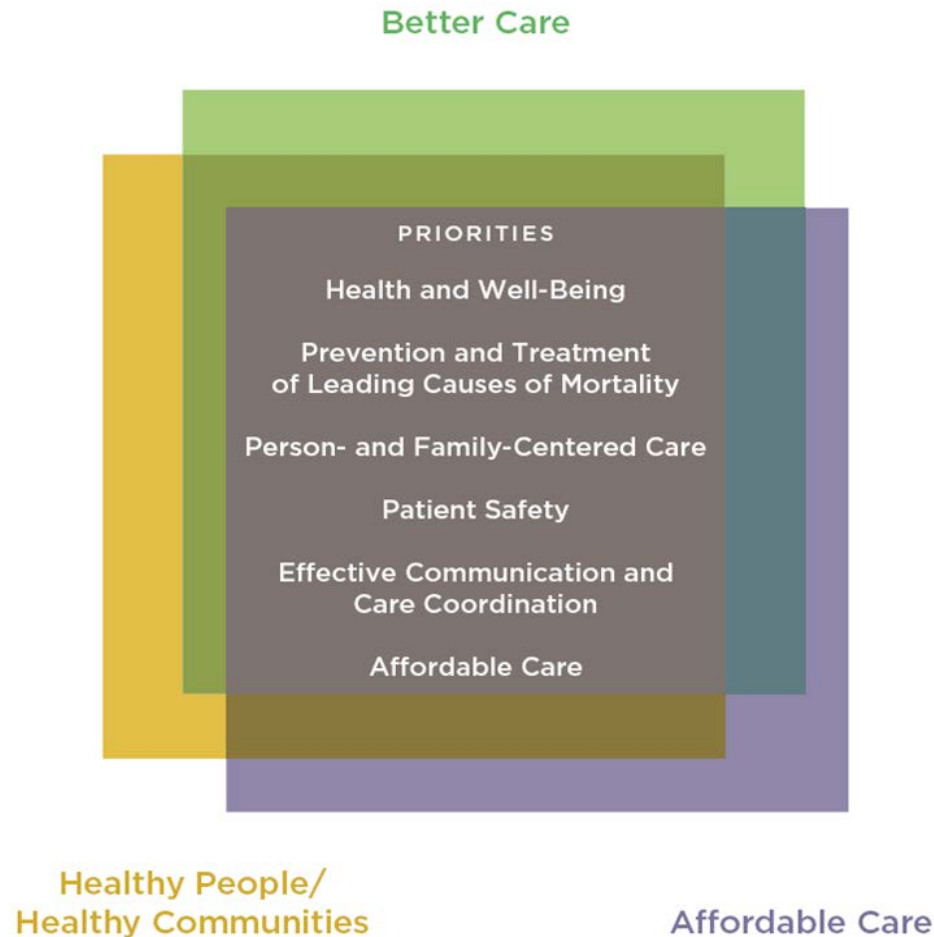 Better Care
PRIORITIES
Health and Well-Being
Prevention and Treatment
of Leading Causes of Mortality
Person- and Family-Centered Care
Patient Safety
Effective Communication and
Care Coordination
Affordable Care
Healthy People/
Healthy Communities
Affordable Care